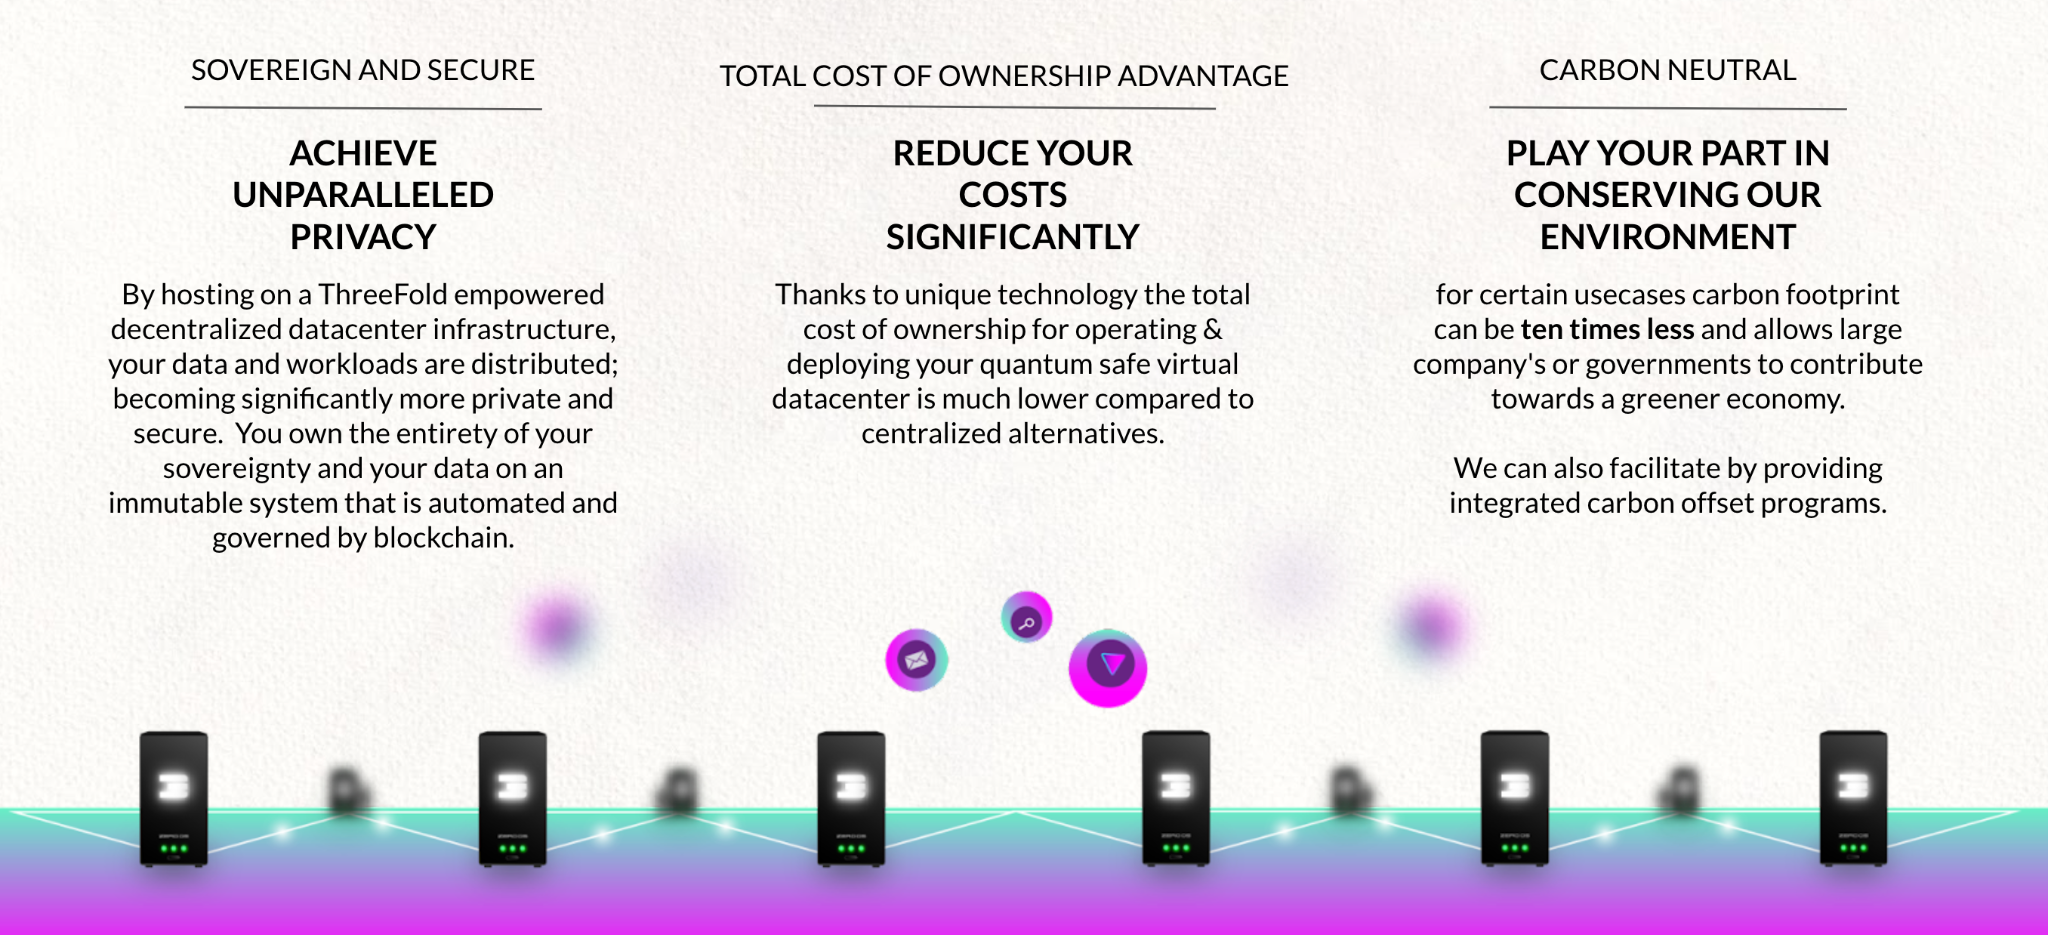 SOVEREIGN AND SECURE
ACHIEVE
UNPARALLELED
PRIVACY
By hosting on a ThreeFold empowered
decentralized datacenter infrastructure,
your data and workloads are distributed;
becoming significantly more private and
secure.  You own the entirety of your
sovereignty and your data on an
immutable system that is automated and
governed by blockchain.
TOTAL COST OF OWNERSHIP ADVANTAGE
REDUCE YOUR
COSTS
SIGNIFICANTLY
Thanks to unique technology the total
cost of ownership for operating &
deploying your quantum safe virtual
datacenter is much lower compared to
centralized alternatives.
CARBON NEUTRAL
PLAY YOUR PART IN
CONSERVING OUR
ENVIRONMENT
for certain usecases carbon footprint
can be ten times less and allows large
company's or governments to contribute
towards a greener economy.
We can also facilitate by providing
integrated carbon offset programs.